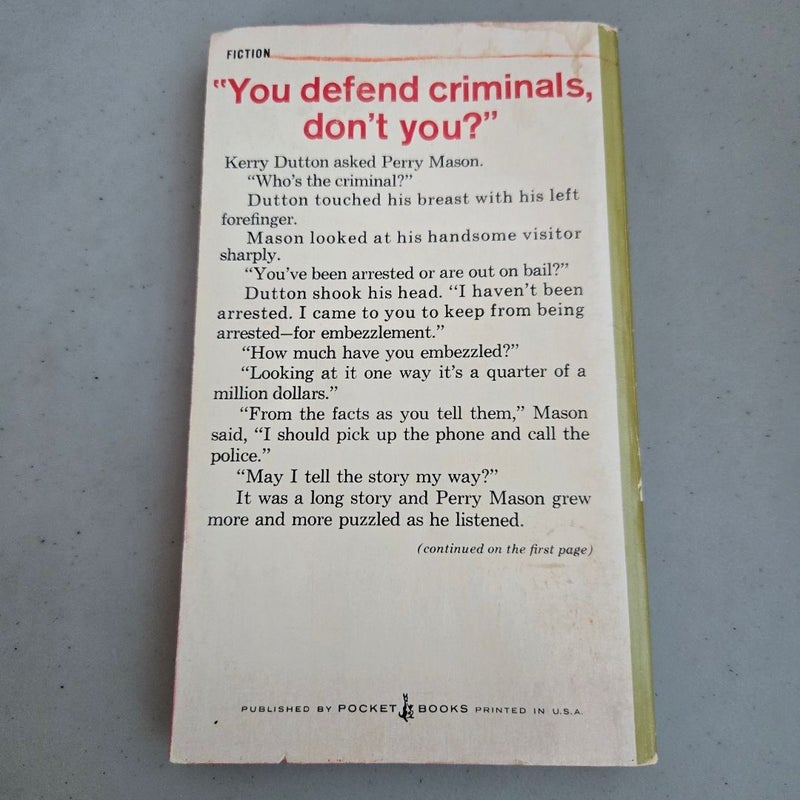 FICTION
"You defend criminals,
don't you?"
Kerry Dutton asked Perry Mason.
"Who's the criminal?"
Dutton touched his breast with his left
forefinger.
Mason looked at his handsome visitor
sharply.
"You've been arrested or are out on bail?"
Dutton shook his head. "I haven't been
arrested. I came to you to keep from being
arrested—for embezzlement."
"How much have you embezzled?"
"Looking at it one way it's a quarter of a
million dollars."
"From the facts as you tell them," Mason
said, "I should pick up the phone and call the
police."
"May I tell the story my way?"
It was a long story and Perry Mason grew
more and more puzzled as he listened.
(continued on the first page)
PUBLISHED BY POCKET BOOKS PRINTED IN U.S.A.